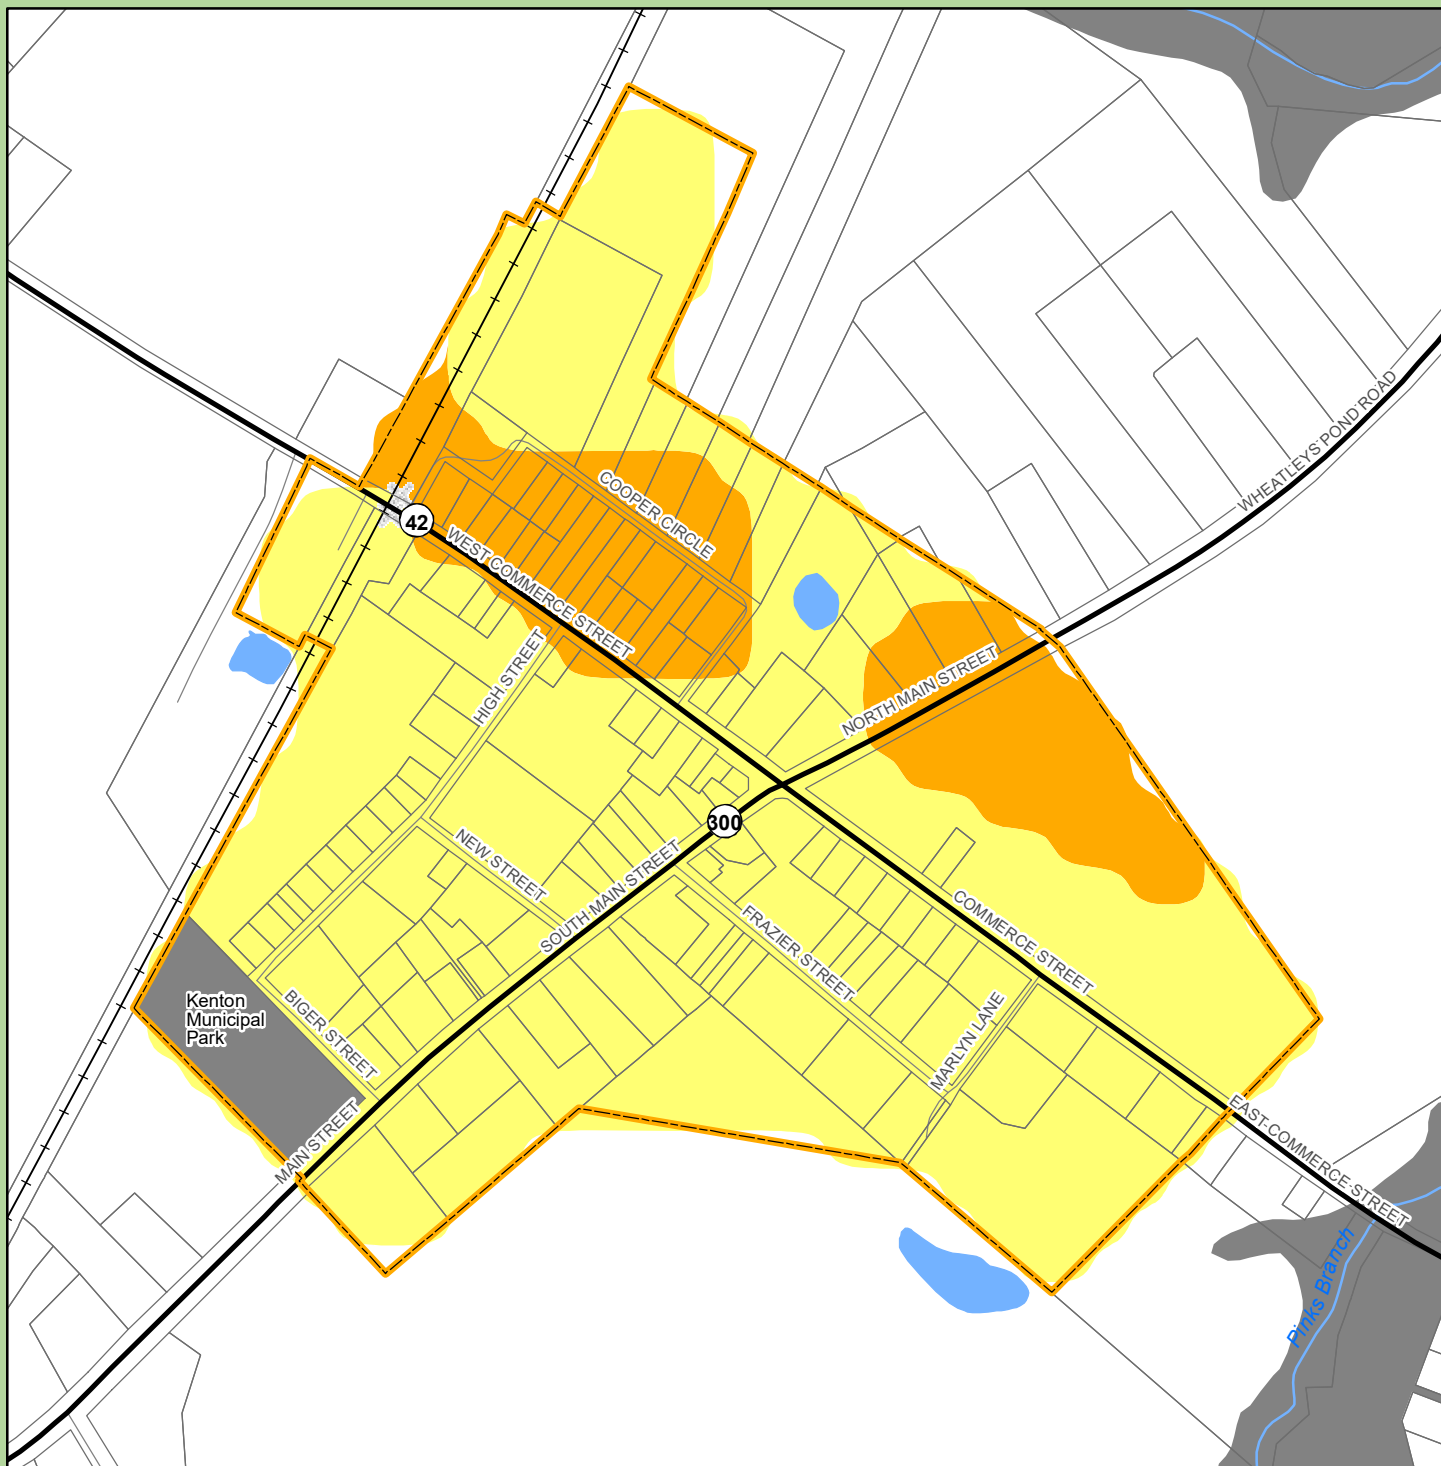 WHEATLEYS POND ROAD
COOPER CIRCLE
42
WEST COMMERCE STREET
HIGH STREET
NORTH MAIN STREET
300
NEW STREET
SOUTH MAIN STREET
FRAZIER STREET
COMMERCE STREET
Kenton
Municipal
Park
BIGER STREET
MARLYN LANE
MAIN STREET
EAST COMMERCE STREET
Pinks Branch